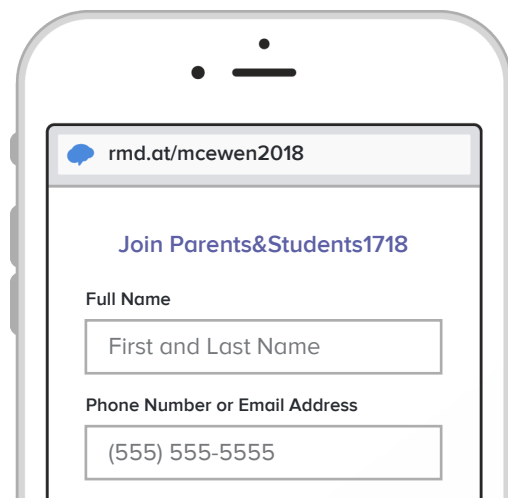 rmd.at/mcewen2018
Join Parents&Students1718
Full Name
First and Last Name
Phone Number or Email Address
(555) 555-5555